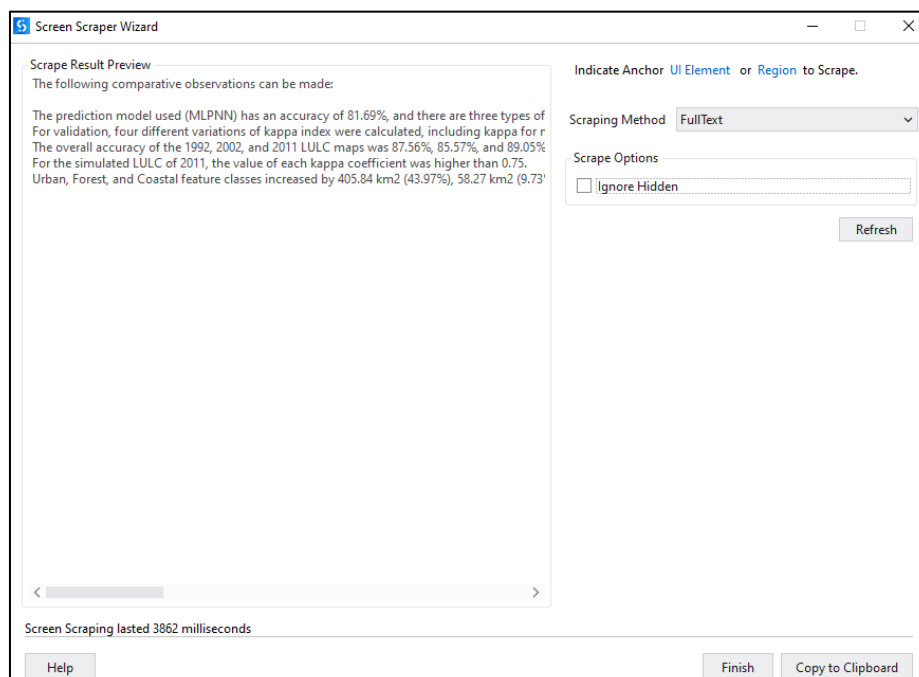 Screen Scraper Wizard
Scrape Result Preview
The following comparative observations can be made:
The prediction model used (MLPNN) has an accuracy of 81.69%, and there are three types of
For validation, four different variations of kappa index were calculated, including kappa for
The overall accuracy of the 1992, 2002, and 2011 LULC maps was 87.56%, 85.57%, and 89.05%
For the simulated LULC of 2011, the value of each kappa coefficient was higher than 0.75.
Urban, Forest, and Coastal feature classes increased by 405.84 km2 (43.97%), 58.27 km2 (9.73
Indicate Anchor UI Element or Region to Scrape.
Scraping Method FullText
Scrape Options
Ignore Hidden
Refresh
Screen Scraping lasted 3862 milliseconds
Help
Finish
Copy to Clipboard